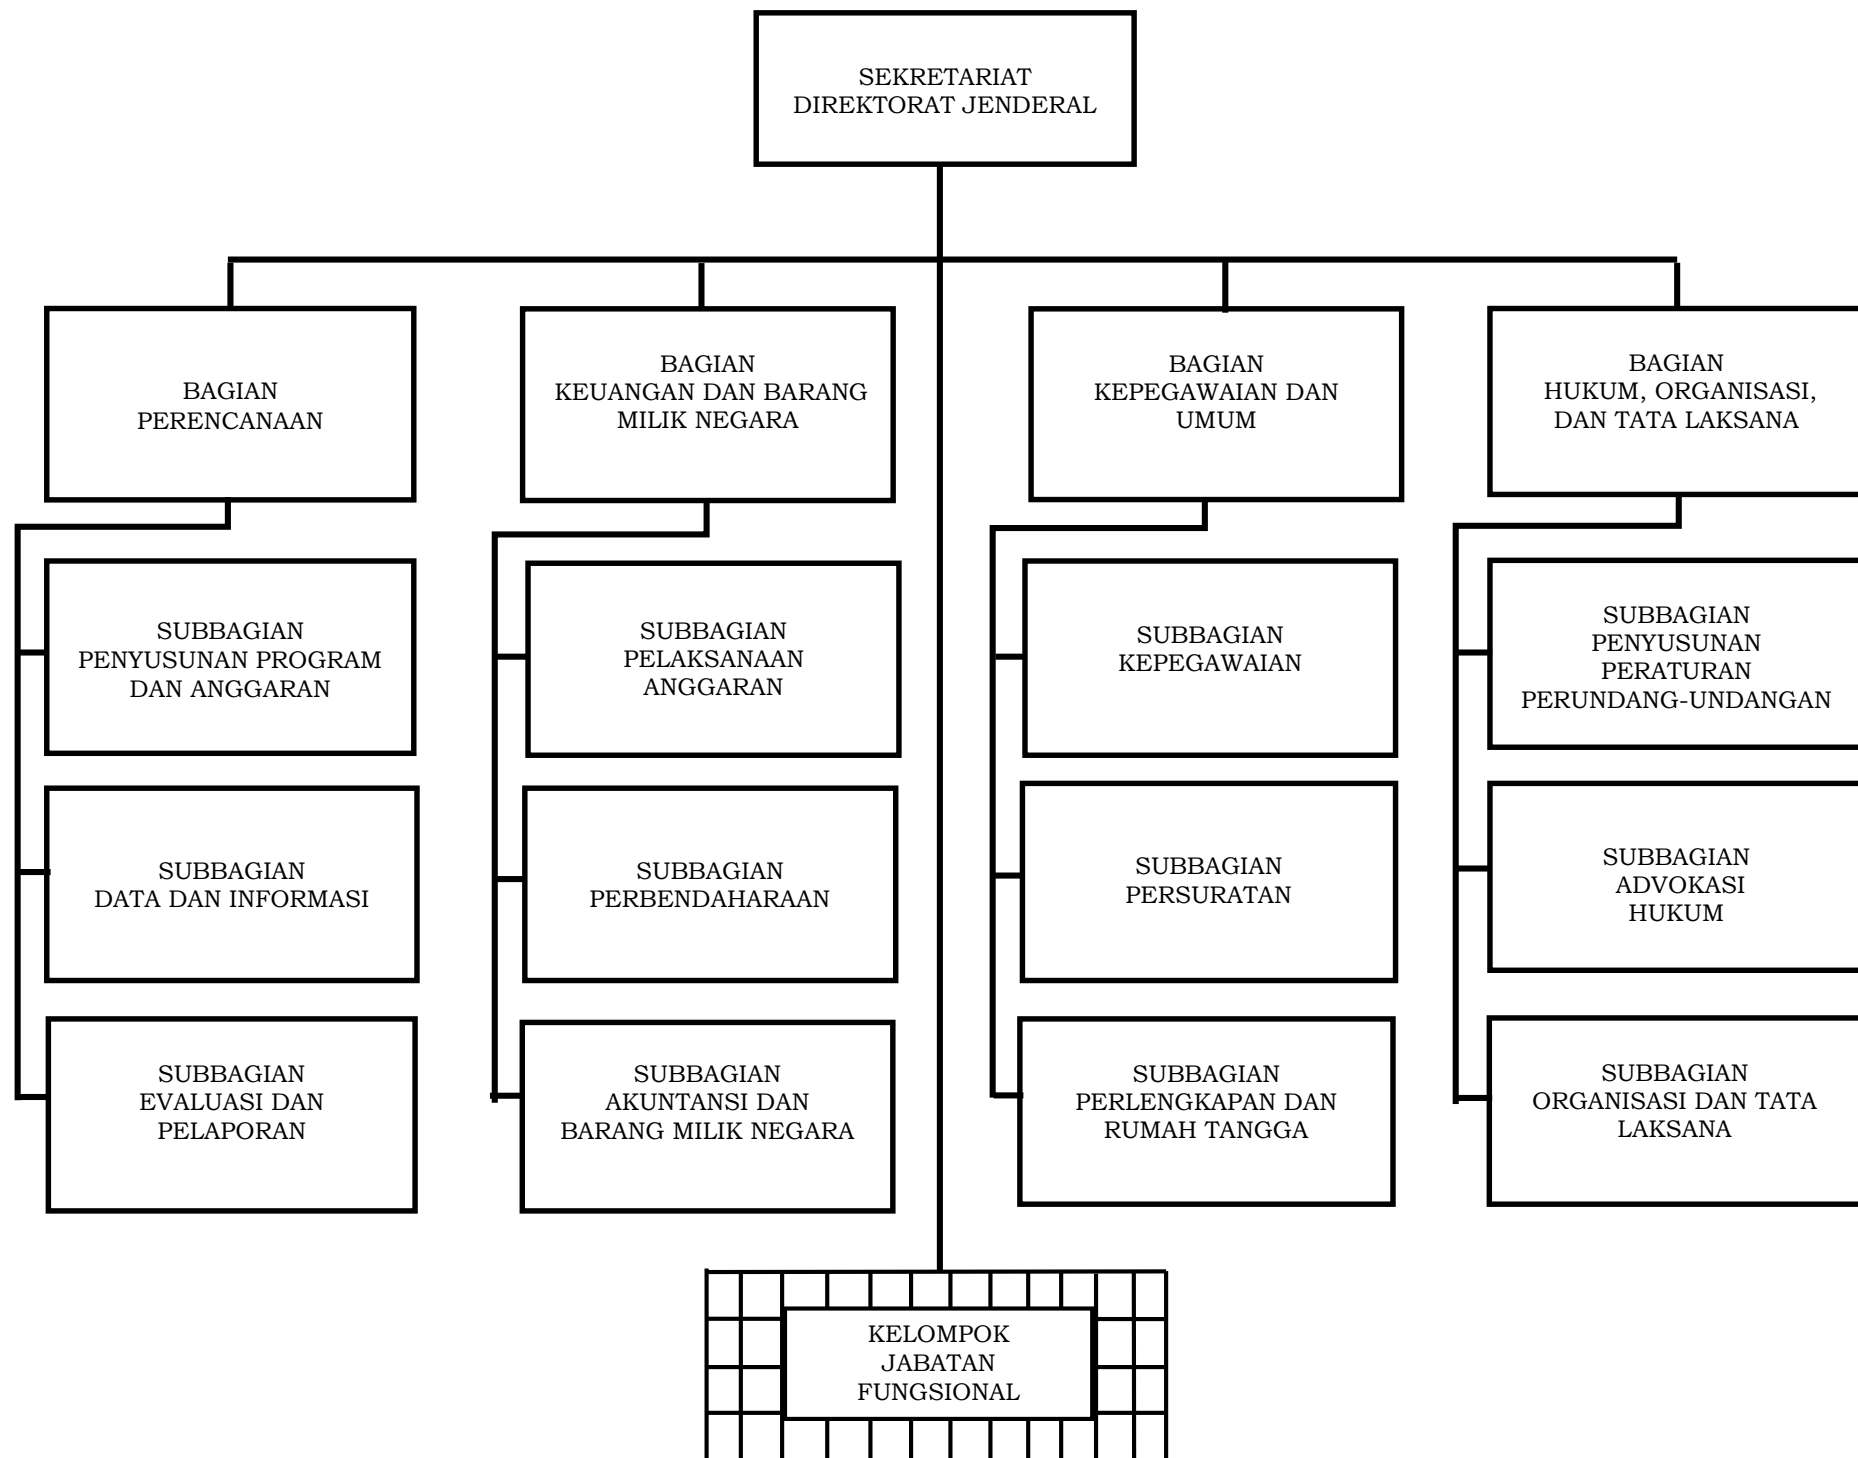 SEKRETARIAT
DIREKTORAT JENDERAL
BAGIAN
PERENCANAAN
BAGIAN
KEUANGAN DAN BARANG
MILIK NEGARA
BAGIAN
KEPEGAWAIAN DAN
UMUM
BAGIAN
HUKUM, ORGANISASI,
DAN TATA LAKSANA
SUBBAGIAN
PENYUSUNAN PROGRAM
DAN ANGGARAN
SUBBAGIAN
PELAKSANAAN
ANGGARAN
SUBBAGIAN
KEPEGAWAIAN
SUBBAGIAN
PENYUSUNAN
PERATURAN
PERUNDANG-UNDANGAN
SUBBAGIAN
DATA DAN INFORMASI
SUBBAGIAN
PERBENDAHARAAN
SUBBAGIAN
PERSURATAN
SUBBAGIAN
ADVOKASI
HUKUM
SUBBAGIAN
EVALUASI DAN
PELAPORAN
SUBBAGIAN
AKUNTANSI DAN
BARANG MILIK NEGARA
SUBBAGIAN
PERLENGKAPAN DAN
RUMAH TANGGA
SUBBAGIAN
ORGANISASI DAN TATA
LAKSANA
KELOMPOK
JABATAN
FUNGSIONAL